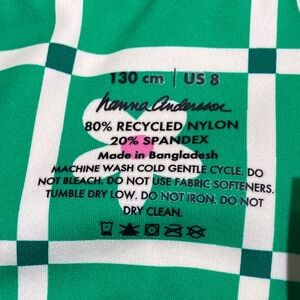 130 cm | US 8
hanna andersson
80% RECYCLED NYLON
20% SPANDEX
Made in Bangladesh
MACHINE WASH COLD GENTLE CYCLE. DO
NOT BLEACH. DO NOT USE FABRIC SOFTENERS.
TUMBLE DRY LOW. DO NOT IRON. DO NOT
DRY CLEAN.